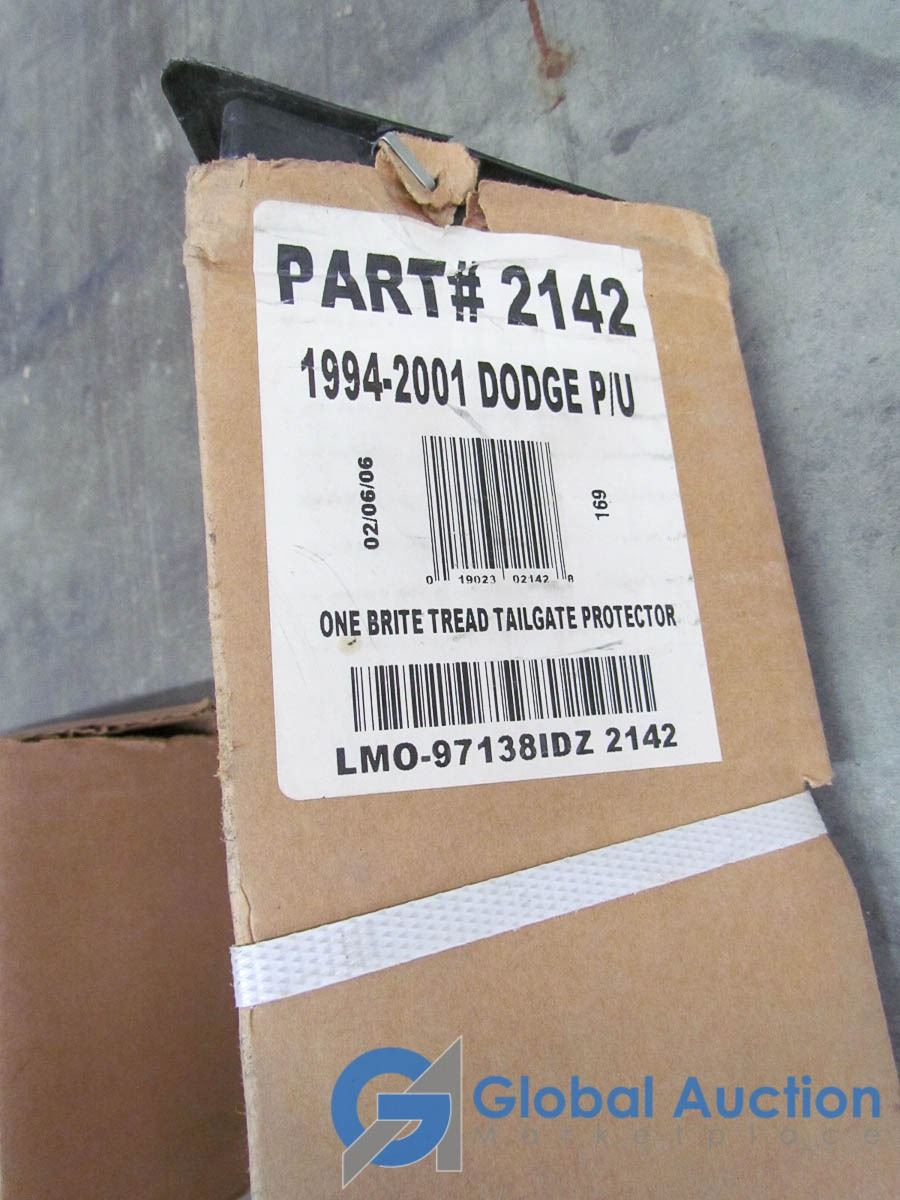 PART# 2142
1994-2001 DODGE P/U
02/06/06
169
0 19023 02142 8
ONE BRITE TREAD TAILGATE PROTECTOR
LMO-97138IDZ 2142
GA Global Auction
Marketplace